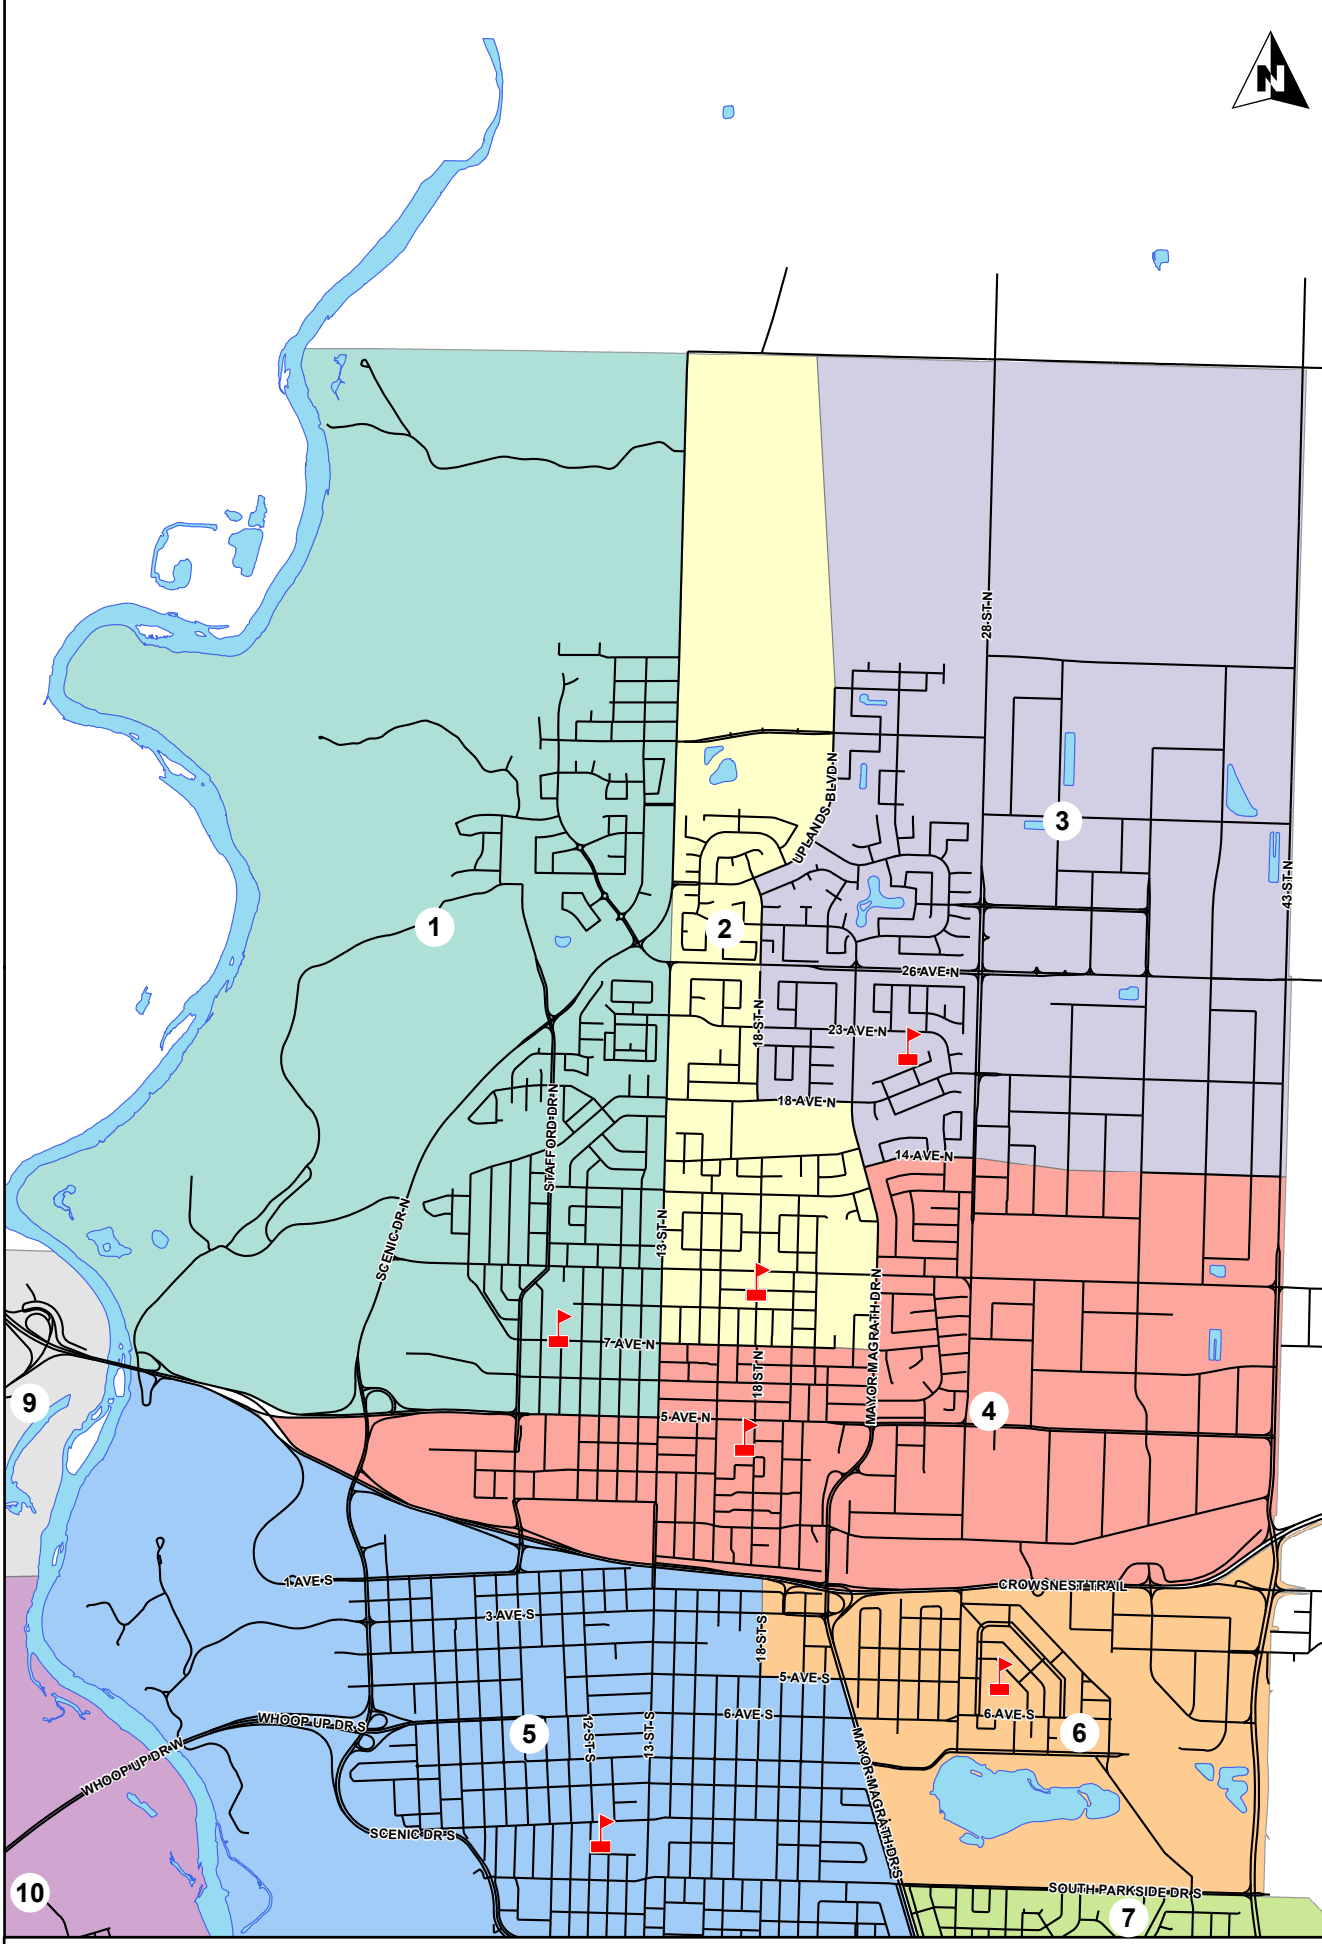 N
28 ST N
UPLANDS BLVD N
3
43 ST N
1
2
26 AVE N
18 ST N
23 AVE N
STAFFORD DR N
18 AVE N
14 AVE N
SCENIC DR N
13 ST N
MAYOR MAGRATH DR N
7 AVE N
18 ST N
9
5 AVE N
4
1 AVE S
CROWSNEST TRAIL
3 AVE S
18 ST S
5 AVE S
WHOOP UP DR S
6 AVE S
6 AVE S
5
12 ST S
13 ST S
6
WHOOP UP DR W
MAYOR MAGRATH DR S
SCENIC DR S
10
SOUTH PARKSIDE DR S
7